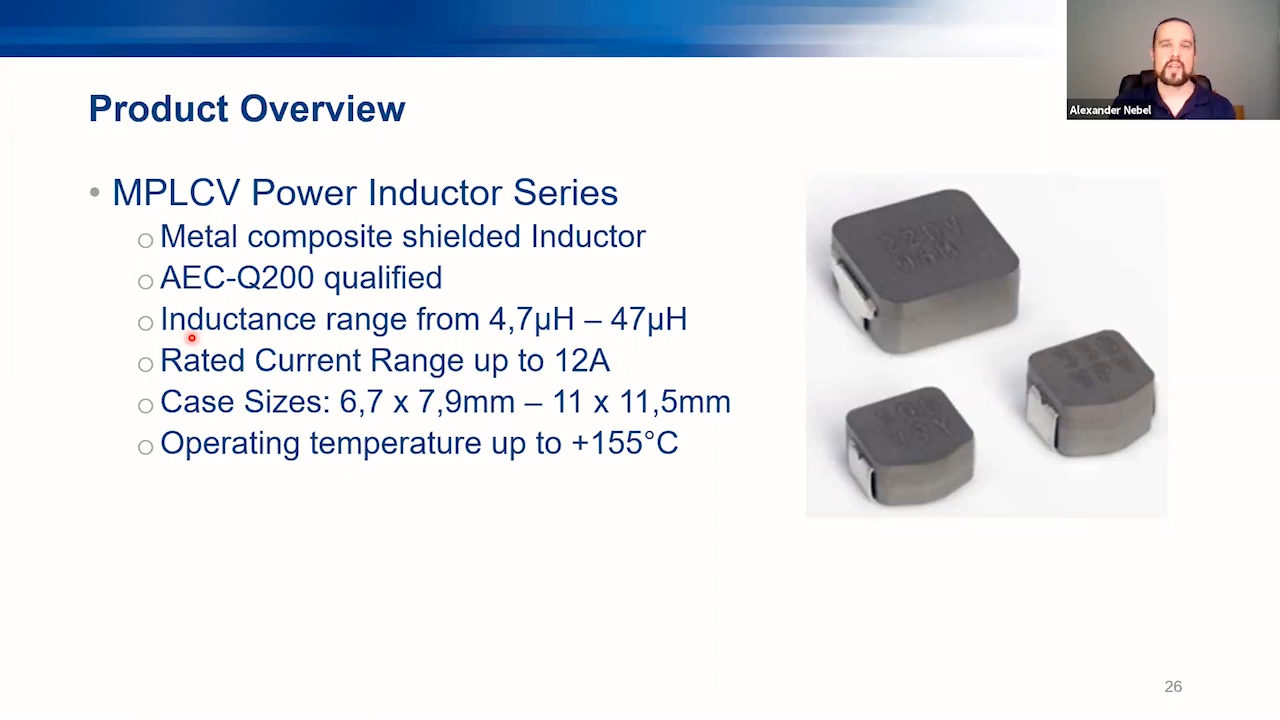 Alexander Nebel
Product Overview
• MPLCV Power Inductor Series
○ Metal composite shielded Inductor
○ AEC-Q200 qualified
○ Inductance range from 4,7µH – 47µH
○ Rated Current Range up to 12A
○ Case Sizes: 6,7 x 7,9mm – 11 x 11,5mm
○ Operating temperature up to +155°C
26